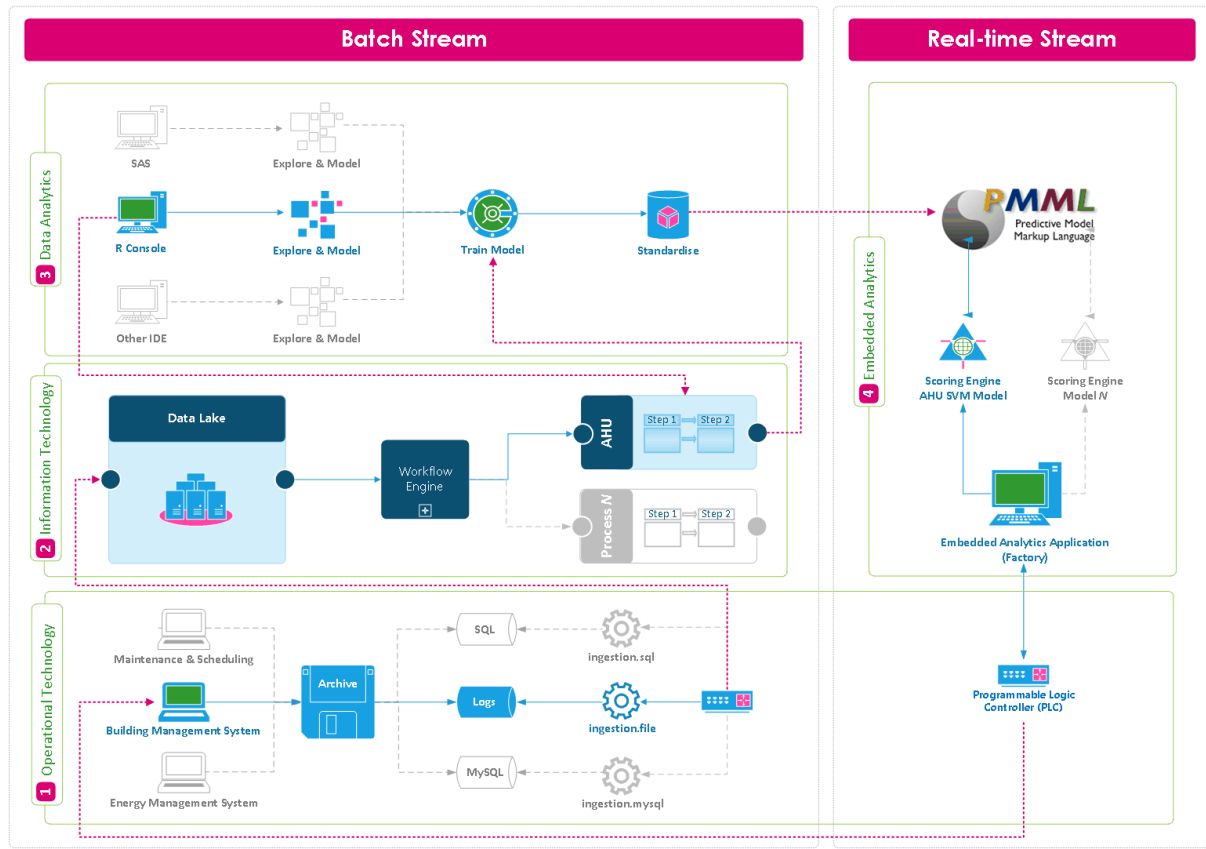 Batch Stream
Real-time Stream
3 Data Analytics
SAS
Explore & Model
R Console
Explore & Model
Train Model
Standardise
Other IDE
Explore & Model
PMML
Predictive Model
Markup Language
4 Embedded Analytics
Scoring Engine
AHU SVM Model
Scoring Engine
Model N
Embedded Analytics Application
(Factory)
2 Information Technology
Data Lake
Workflow
Engine
AHU
Step 1
Step 2
Process N
Step 1
Step 2
1 Operational Technology
Maintenance & Scheduling
Building Management System
Energy Management System
Archive
SQL
Logs
MySQL
ingestion.sql
ingestion.file
ingestion.mysql
Programmable Logic
Controller (PLC)